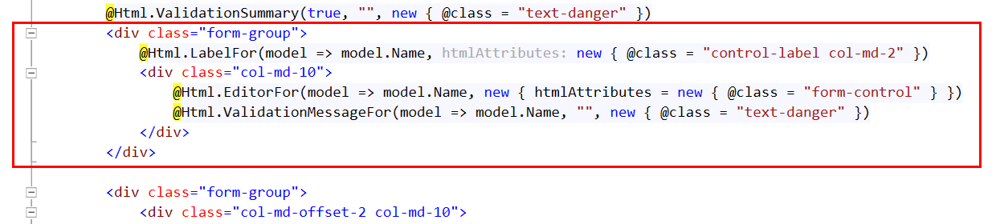 @Html.ValidationSummary(true, "", new { @class = "text-danger" })
<div class="form-group">
@Html.LabelFor(model => model.Name, htmlAttributes: new { @class = "control-label col-md-2" })
<div class="col-md-10">
@Html.EditorFor(model => model.Name, new { htmlAttributes = new { @class = "form-control" } })
@Html.ValidationMessageFor(model => model.Name, "", new { @class = "text-danger" })
</div>
</div>
<div class="form-group">
<div class="col-md-offset-2 col-md-10">